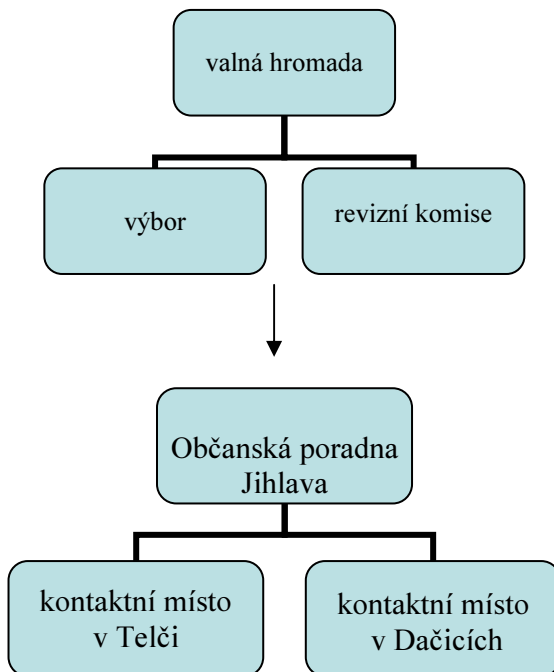 valná hromada
výbor
revizní komise
Občanská poradna
Jihlava
kontaktní místo
v Telči
kontaktní místo
v Dačicích